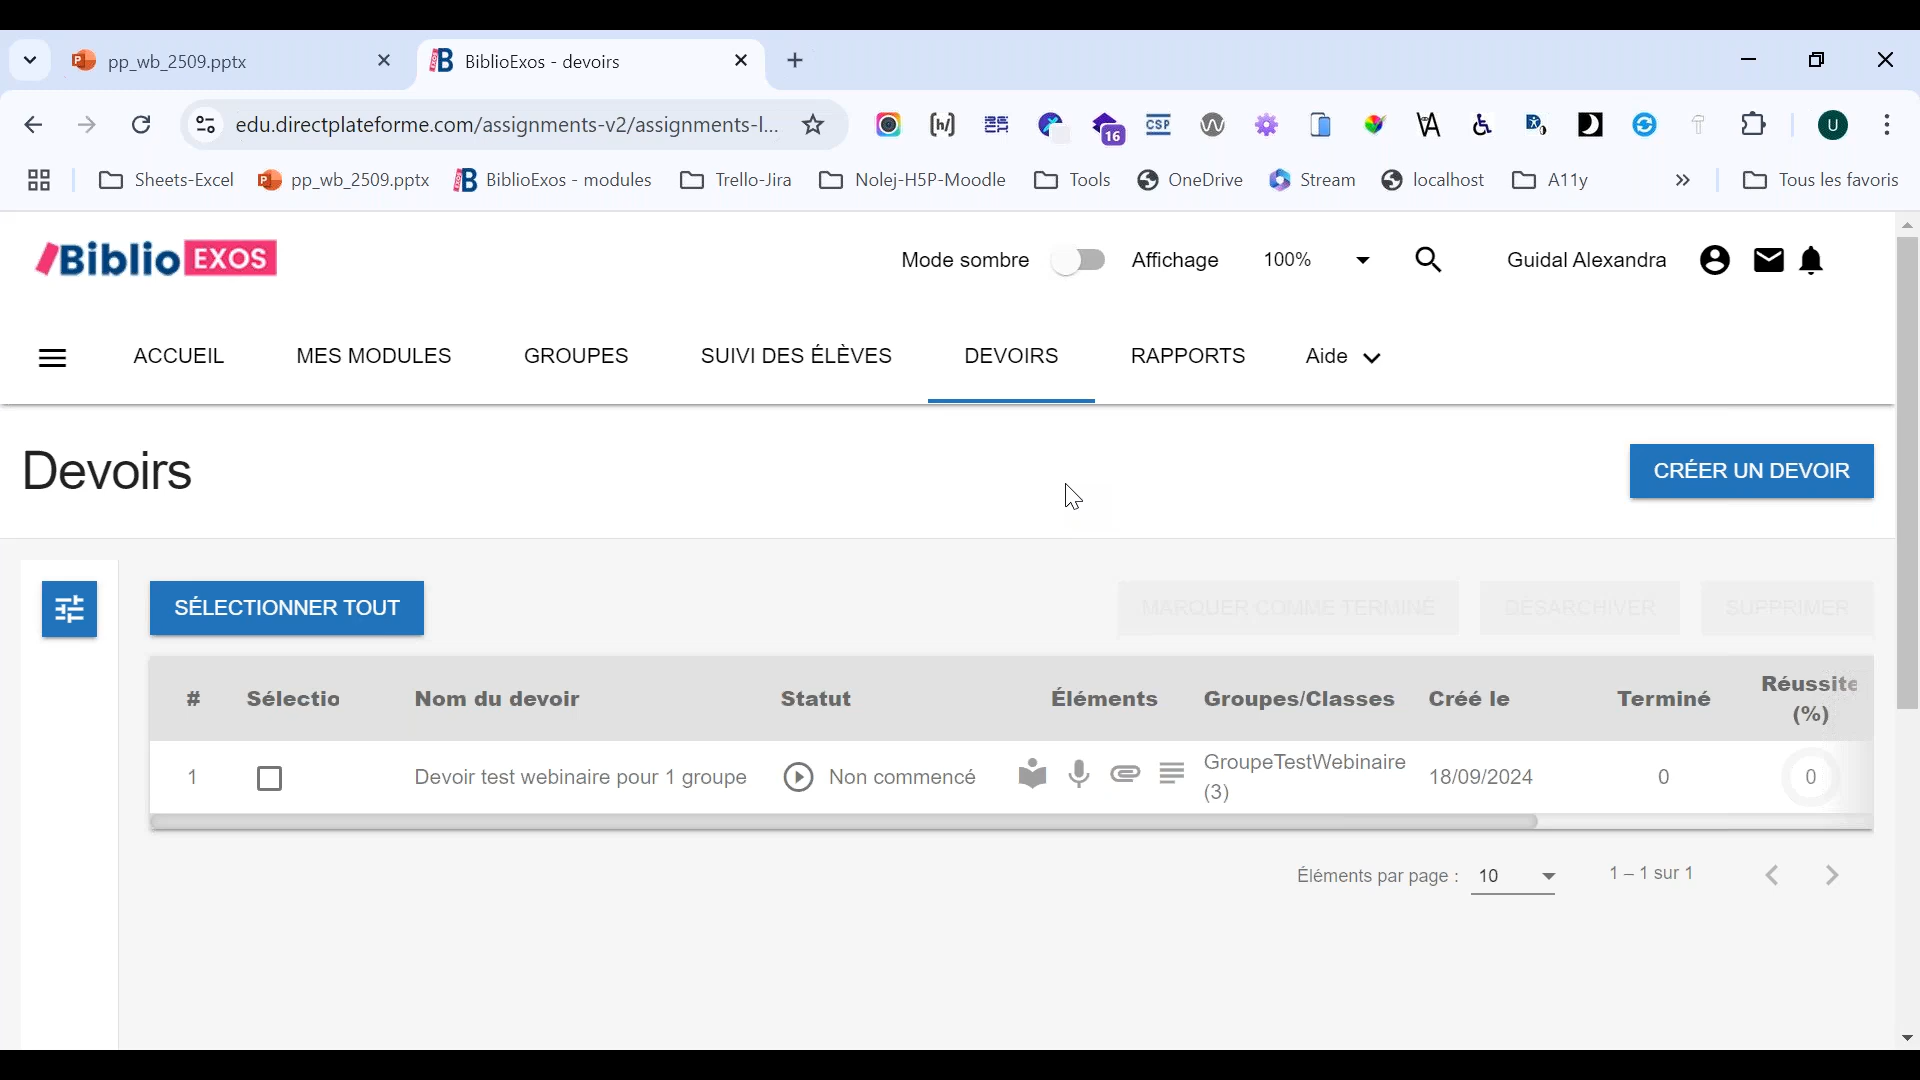 pp_wb_2509.pptx
BiblioExos - devoirs
edu.directplateforme.com/assignments-v2/assignments-l...
16
CSP
U
Sheets-Excel
pp_wb_2509.pptx
BiblioExos - modules
Trello-Jira
Nolej-H5P-Moodle
Tools
OneDrive
Stream
localhost
A11y
Tous les favoris
/Biblio EXOS
Mode sombre
Affichage
100%
Guidal Alexandra
ACCUEIL
MES MODULES
GROUPES
SUIVI DES ÉLÈVES
DEVOIRS
RAPPORTS
Aide
Devoirs
CRÉER UN DEVOIR
SÉLECTIONNER TOUT
MARQUER COMME TERMINÉ
DÉSARCHIVER
SUPPRIMER
# Sélectio Nom du devoir Statut Éléments Groupes/Classes Créé le Terminé Réussite
(%)
1 Devoir test webinaire pour 1 groupe Non commencé GroupeTestWebinaire 18/09/2024 0 0
(3)
Éléments par page : 10 1 – 1 sur 1